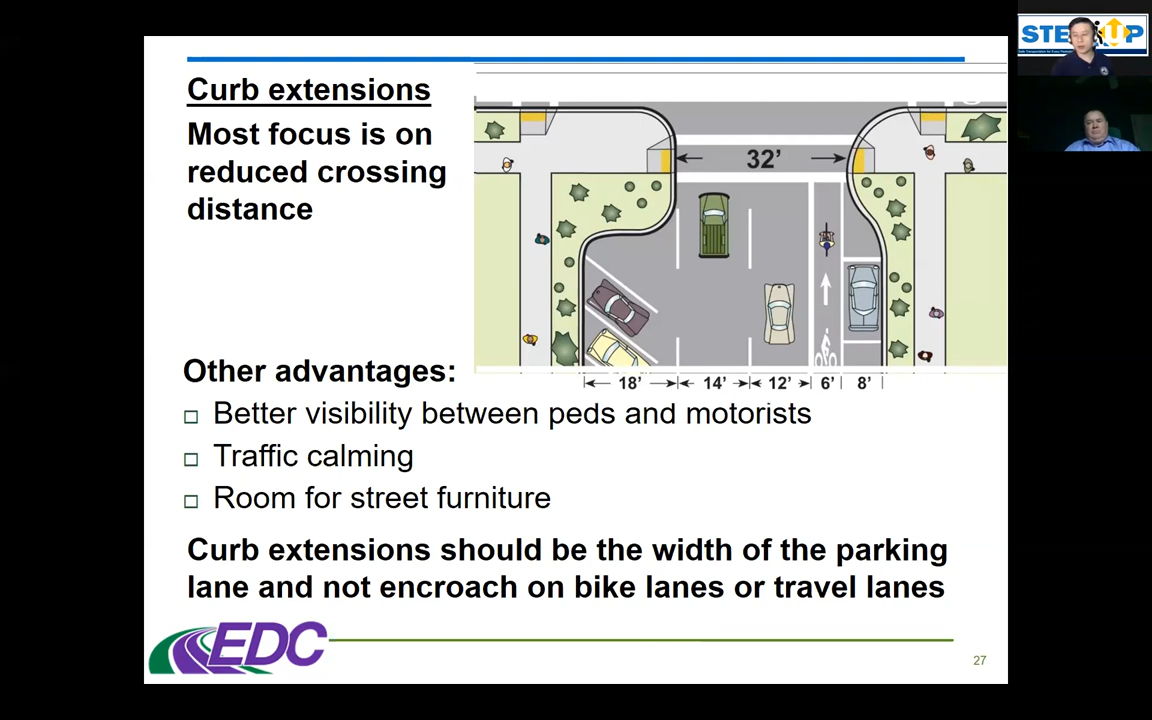 Curb extensions
Most focus is on
reduced crossing
distance
32’
18’ 14’ 12’ 6’ 8’
Other advantages:
Better visibility between peds and motorists
Traffic calming
Room for street furniture
Curb extensions should be the width of the parking
lane and not encroach on bike lanes or travel lanes
EDC
27